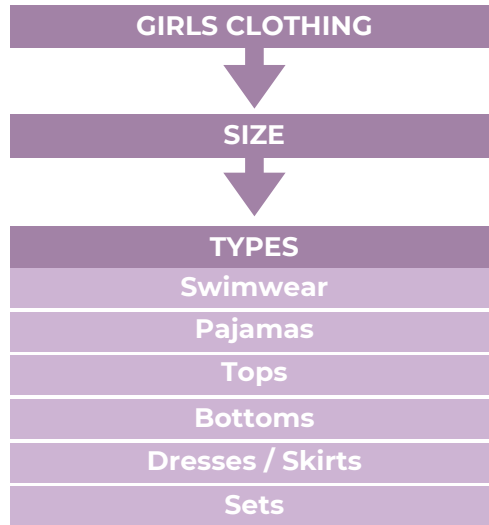 GIRLS CLOTHING
SIZE
TYPES
Swimwear
Pajamas
Tops
Bottoms
Dresses / Skirts
Sets